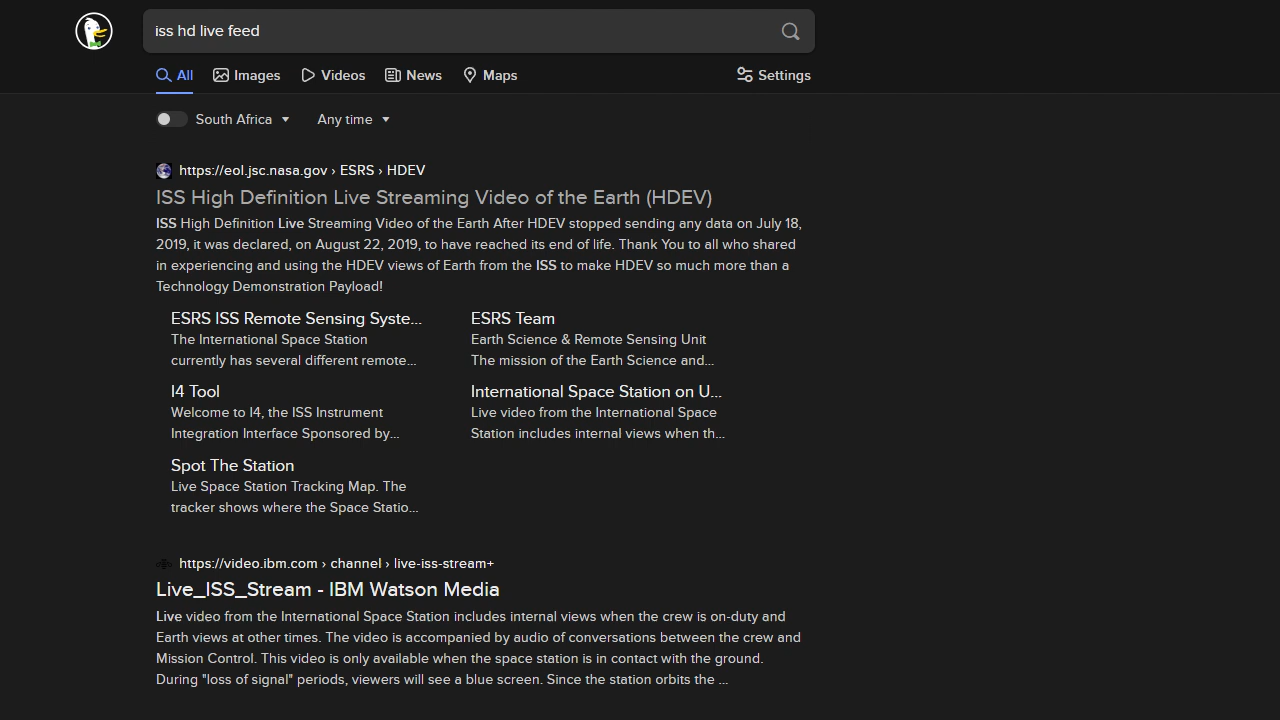 iss hd live feed
All Images Videos News Maps Settings
South Africa Any time
https://eol.jsc.nasa.gov › ESRS › HDEV
ISS High Definition Live Streaming Video of the Earth (HDEV)
ISS High Definition Live Streaming Video of the Earth After HDEV stopped sending any data on July 18,
2019, it was declared, on August 22, 2019, to have reached its end of life. Thank You to all who shared
in experiencing and using the HDEV views of Earth from the ISS to make HDEV so much more than a
Technology Demonstration Payload!
ESRS ISS Remote Sensing Syste...
The International Space Station
currently has several different remote...
ESRS Team
Earth Science & Remote Sensing Unit
The mission of the Earth Science and...
I4 Tool
Welcome to I4, the ISS Instrument
Integration Interface Sponsored by...
International Space Station on U...
Live video from the International Space
Station includes internal views when th...
Spot The Station
Live Space Station Tracking Map. The
tracker shows where the Space Statio...
https://video.ibm.com › channel › live-iss-stream+
Live_ISS_Stream - IBM Watson Media
Live video from the International Space Station includes internal views when the crew is on-duty and
Earth views at other times. The video is accompanied by audio of conversations between the crew and
Mission Control. This video is only available when the space station is in contact with the ground.
During "loss of signal" periods, viewers will see a blue screen. Since the station orbits the ...